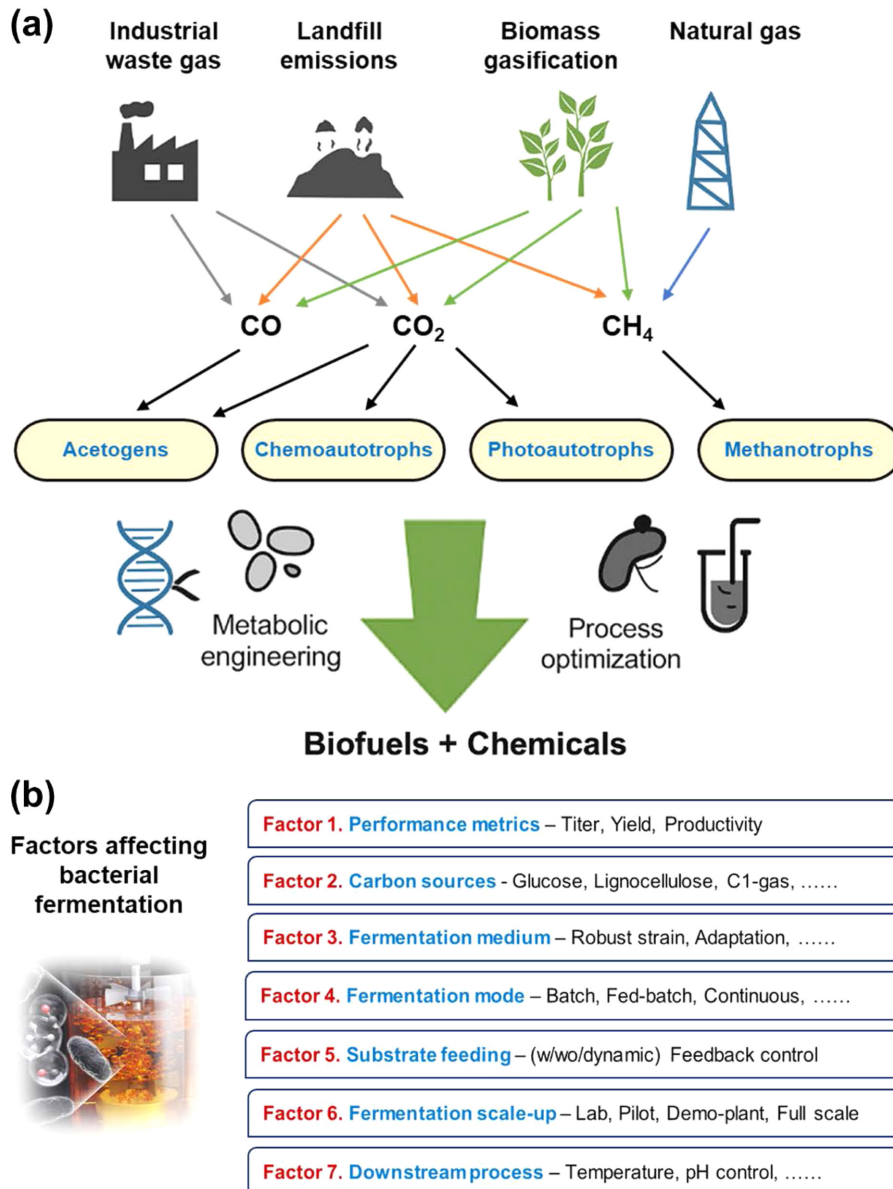 (a)
Industrial waste gas
Landfill emissions
Biomass gasification
Natural gas
CO
CO₂
CH₄
Acetogens
Chemoautotrophs
Photoautotrophs
Methanotrophs
Metabolic engineering
Process optimization
Biofuels + Chemicals
(b)
Factors affecting
bacterial
fermentation
Factor 1. Performance metrics – Titer, Yield, Productivity
Factor 2. Carbon sources - Glucose, Lignocellulose, C1-gas, ……
Factor 3. Fermentation medium – Robust strain, Adaptation, ……
Factor 4. Fermentation mode – Batch, Fed-batch, Continuous, ……
Factor 5. Substrate feeding – (w/wo/dynamic) Feedback control
Factor 6. Fermentation scale-up – Lab, Pilot, Demo-plant, Full scale
Factor 7. Downstream process – Temperature, pH control, ……